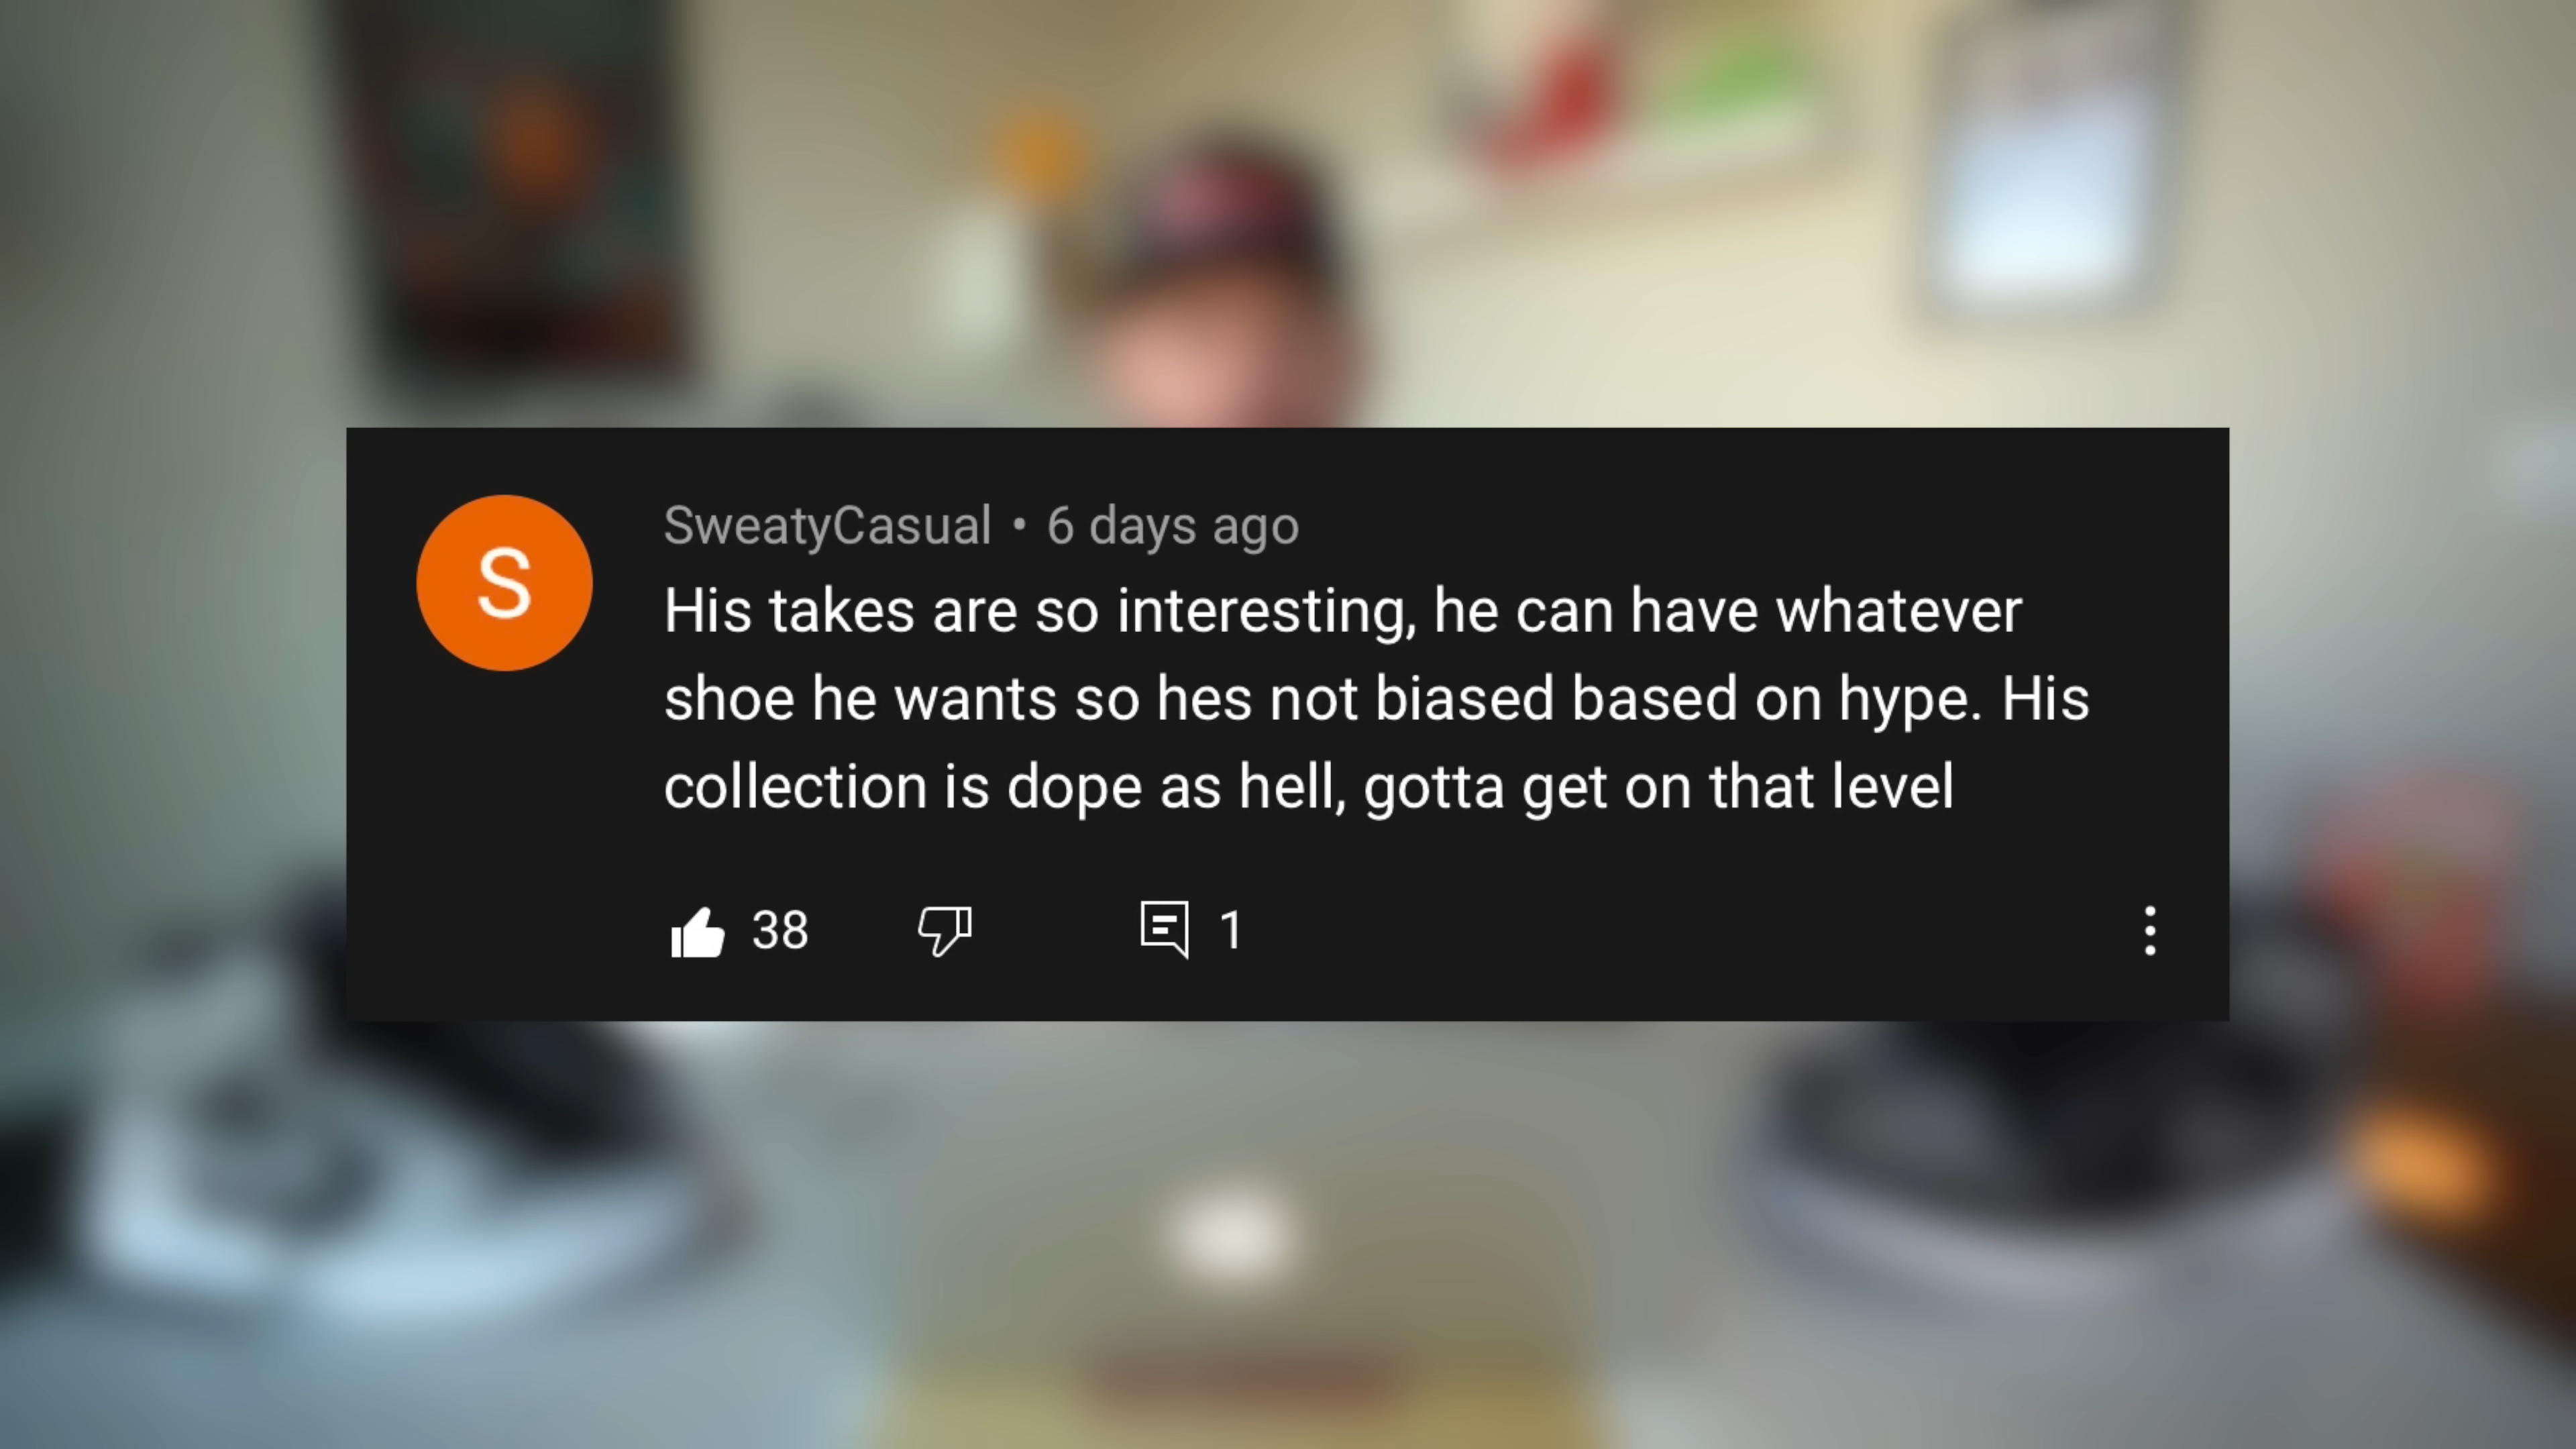 S
SweatyCasual • 6 days ago
His takes are so interesting, he can have whatever
shoe he wants so hes not biased based on hype. His
collection is dope as hell, gotta get on that level
38
1